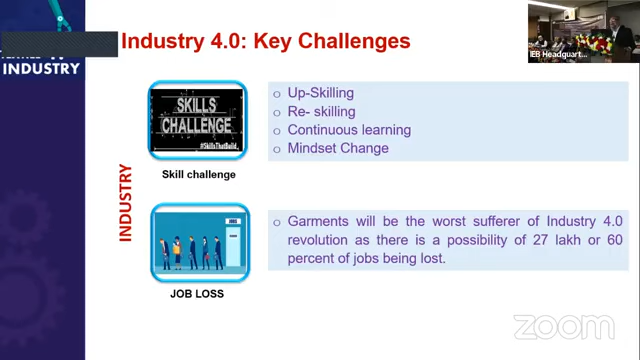 INDUSTRY
Industry 4.0: Key Challenges
IEB Headquart...
SKILLS
CHALLENGE
#SkillsThatBuild
Skill challenge
o Up-Skilling
o Re- skilling
o Continuous learning
o Mindset Change
INDUSTRY
JOBS
JOB LOSS
o Garments will be the worst sufferer of Industry 4.0
revolution as there is a possibility of 27 lakh or 60
percent of jobs being lost.
zoom